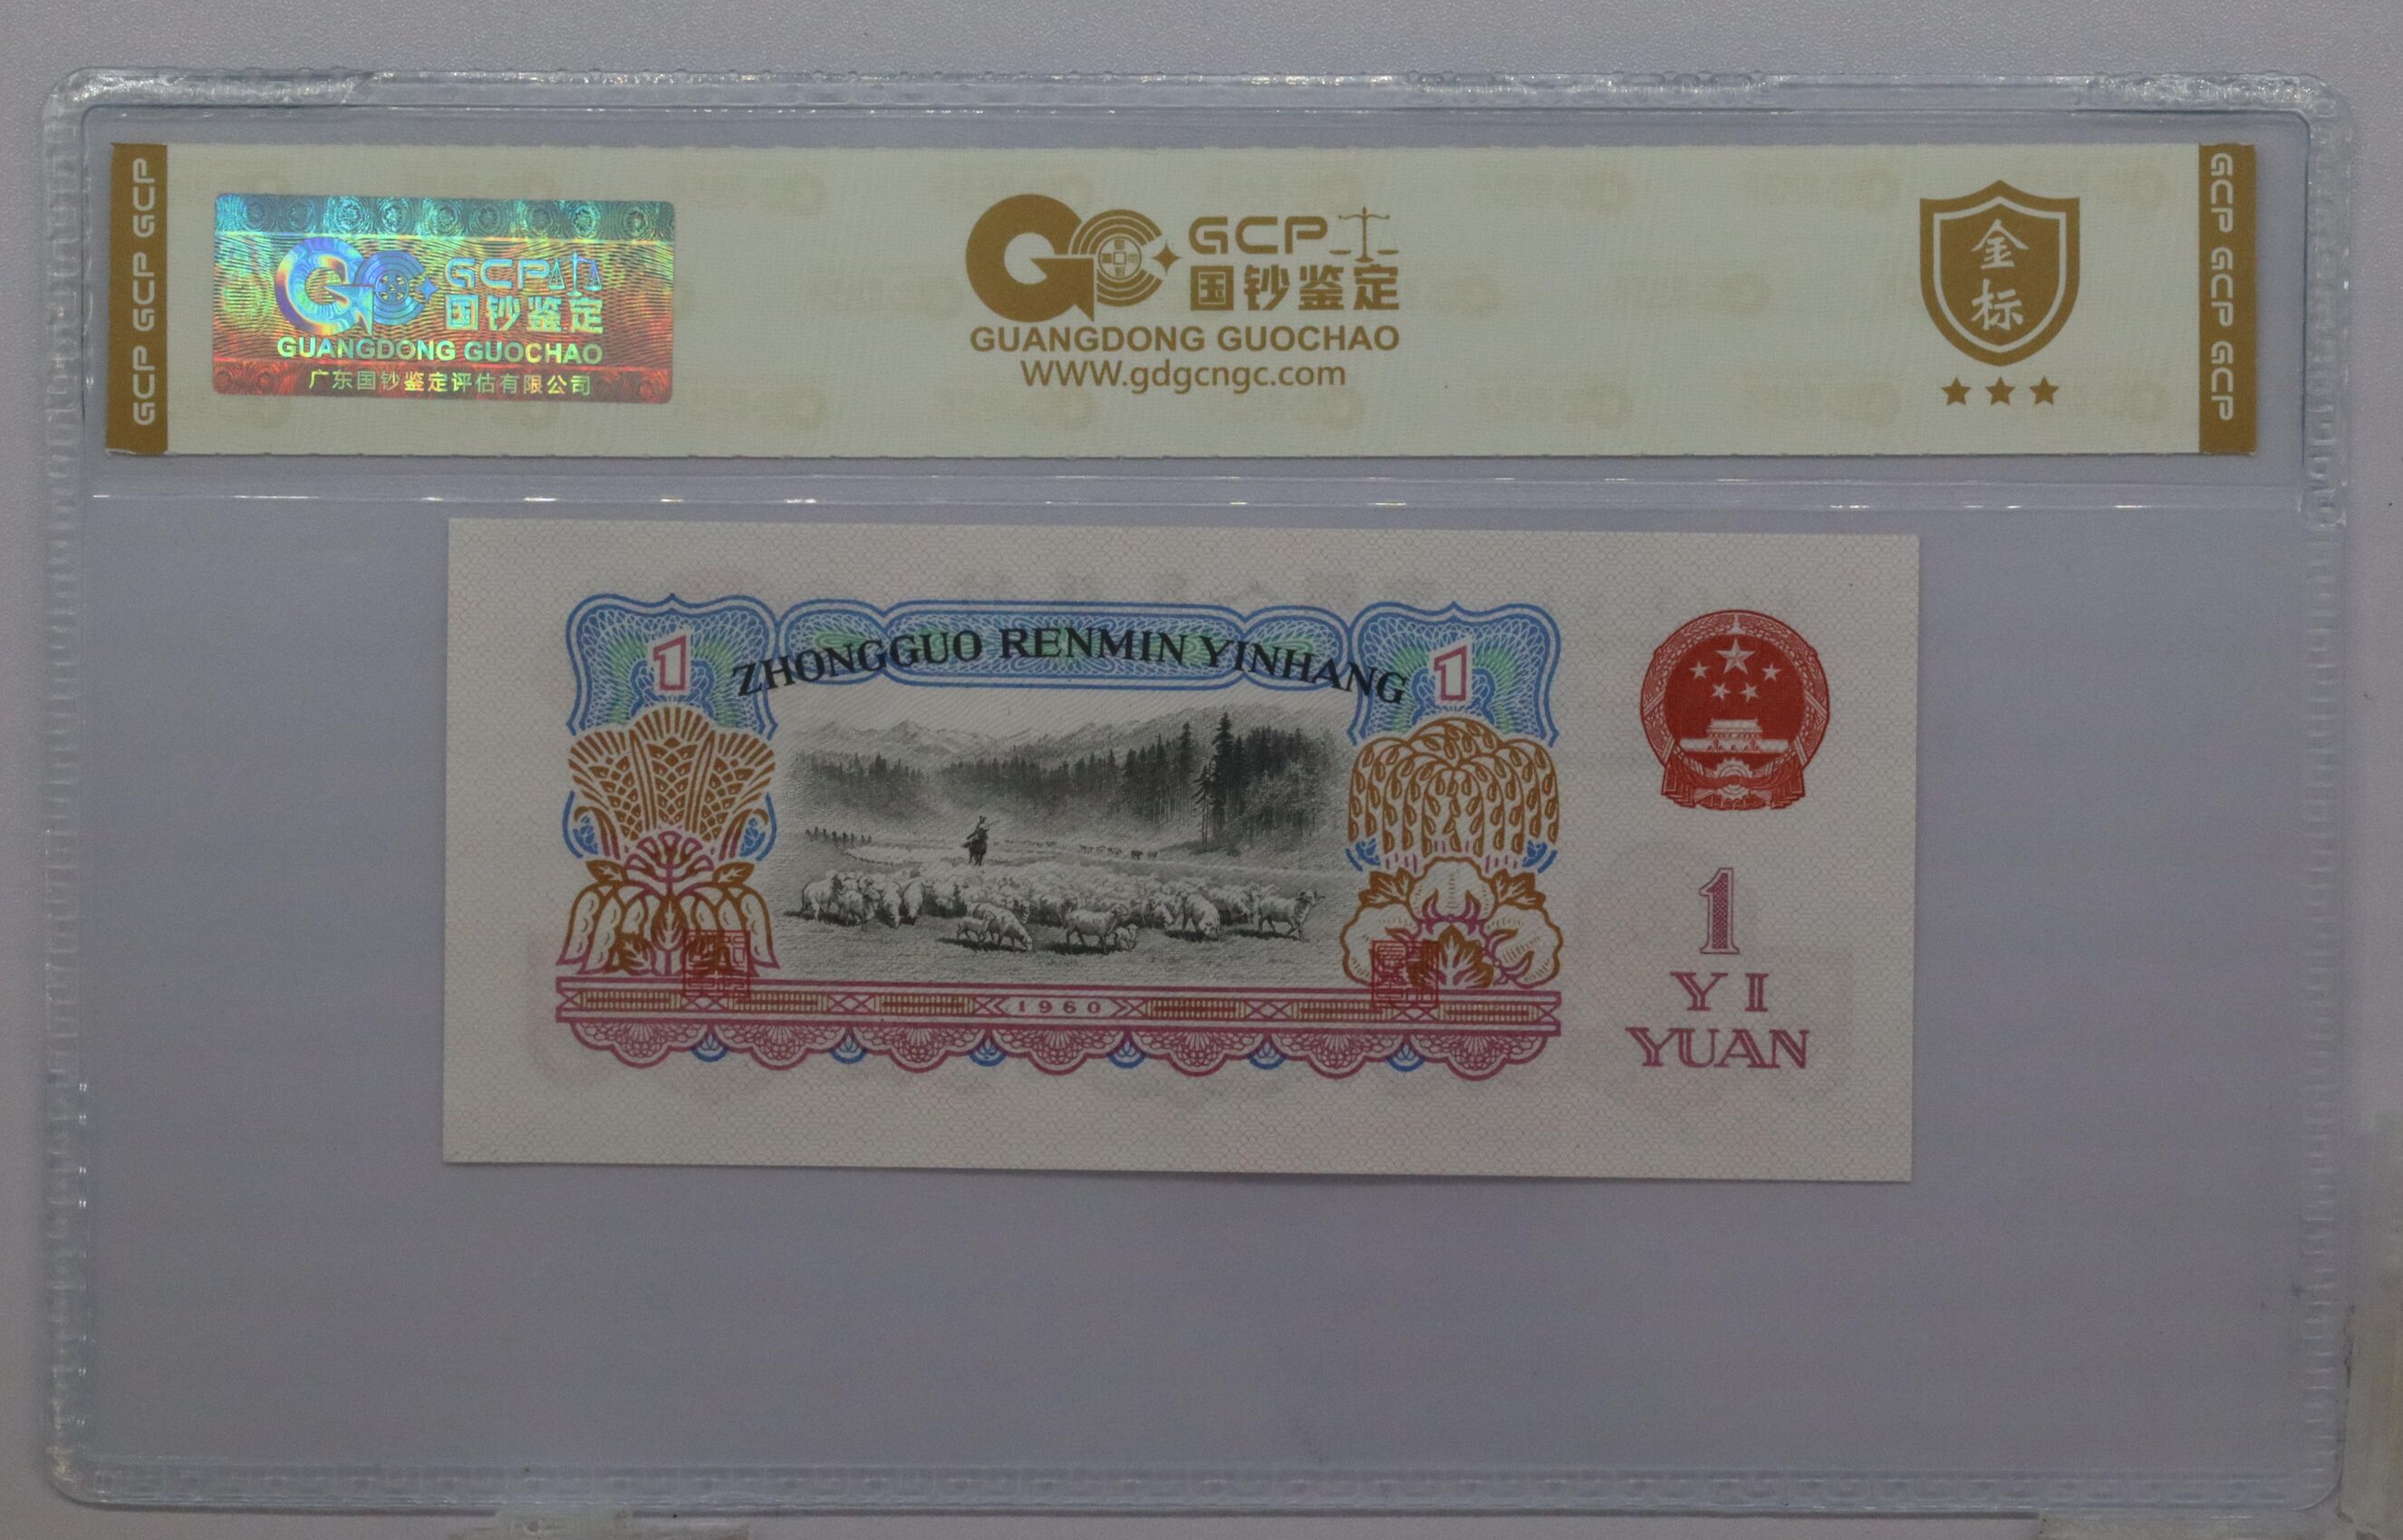 GCP GCP GCP
GCP
国钞鉴定
GUANGDONG GUOCHAO
广东国钞鉴定评估有限公司
GCP
国钞鉴定
GUANGDONG GUOCHAO
www.gdgcngc.com
金
标
GCP GCP GCP
ZHONGGUO RENMIN YINHANG
1
1
1960
1
YI
YUAN